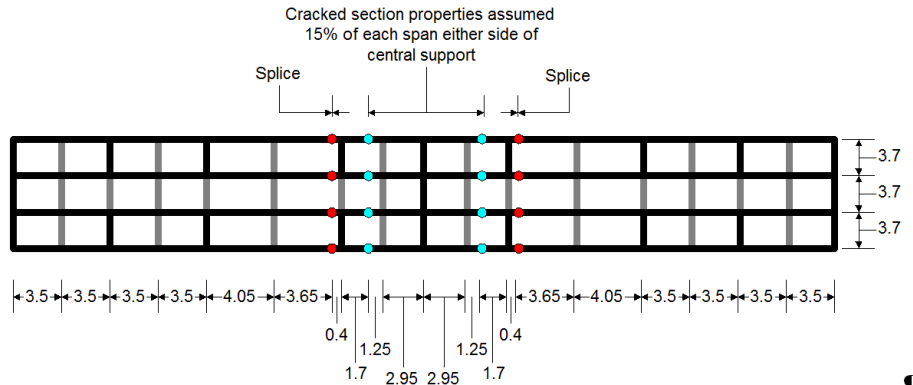 Cracked section properties assumed
15% of each span either side of
central support
Splice
Splice
3.7
3.7
3.7
3.5 3.5 3.5 3.5 4.05 3.65 3.65 4.05 3.5 3.5 3.5 3.5
0.4 0.4
1.25 1.25
1.7 2.95 2.95 1.7